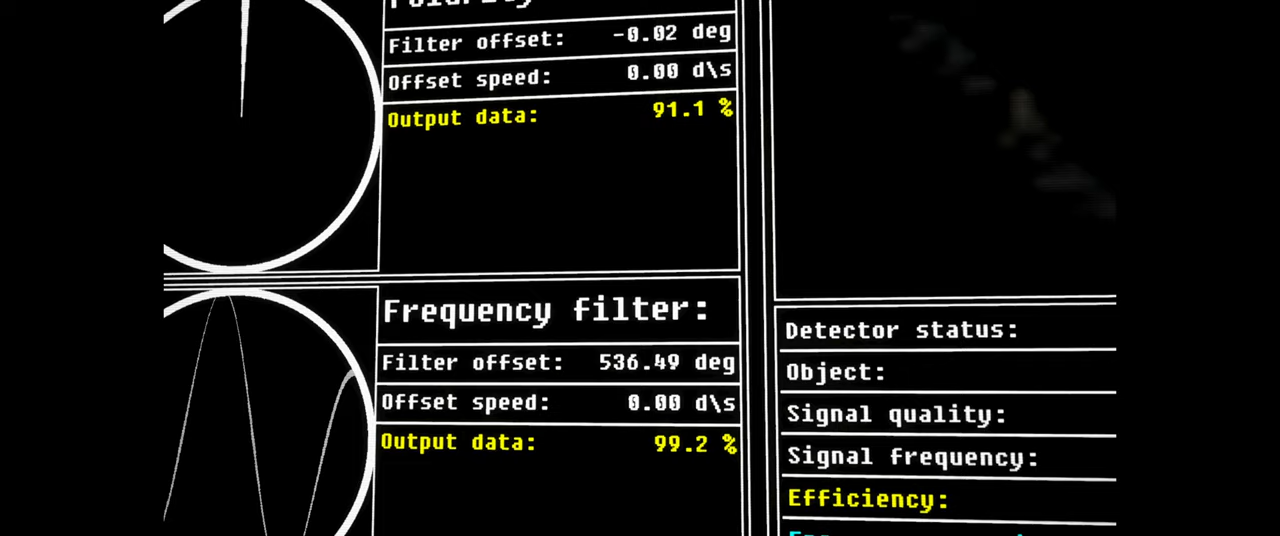 Polarity
Filter offset: -0.02 deg
Offset speed: 0.00 d\s
Output data: 91.1 %
Frequency filter:
Filter offset: 536.49 deg
Offset speed: 0.00 d\s
Output data: 99.2 %
Detector status:
Object:
Signal quality:
Signal frequency:
Efficiency: